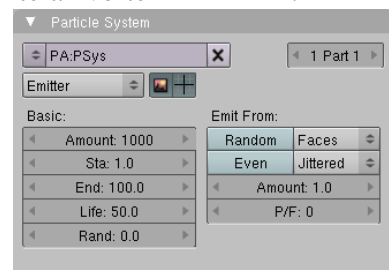 Particle System
PA:PSys
1 Part 1
Emitter
Basic:
Amount: 1000
Sta: 1.0
End: 100.0
Life: 50.0
Rand: 0.0
Emit From:
Random Faces
Even Jittered
Amount: 1.0
P/F: 0